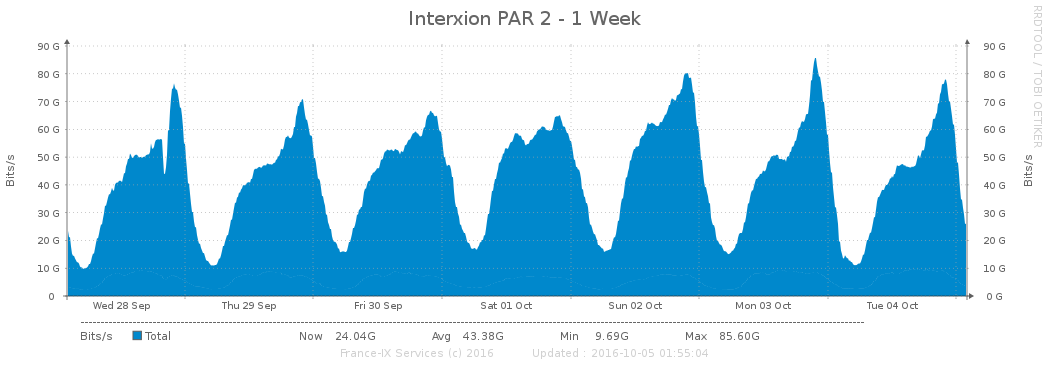 Interxion PAR 2 - 1 Week
RRDTOOL / TOBI OETIKER
90 G 90 G
80 G 80 G
70 G 70 G
60 G 60 G
50 G 50 G
40 G 40 G
30 G 30 G
20 G 20 G
10 G 10 G
0 0 G
Bits/s
Bits/s
Wed 28 Sep Thu 29 Sep Fri 30 Sep Sat 01 Oct Sun 02 Oct Mon 03 Oct Tue 04 Oct
Bits/s Total Now 24.04G Avg 43.38G Min 9.69G Max 85.60G
France-IX Services (c) 2016 Updated : 2016-10-05 01:55:04